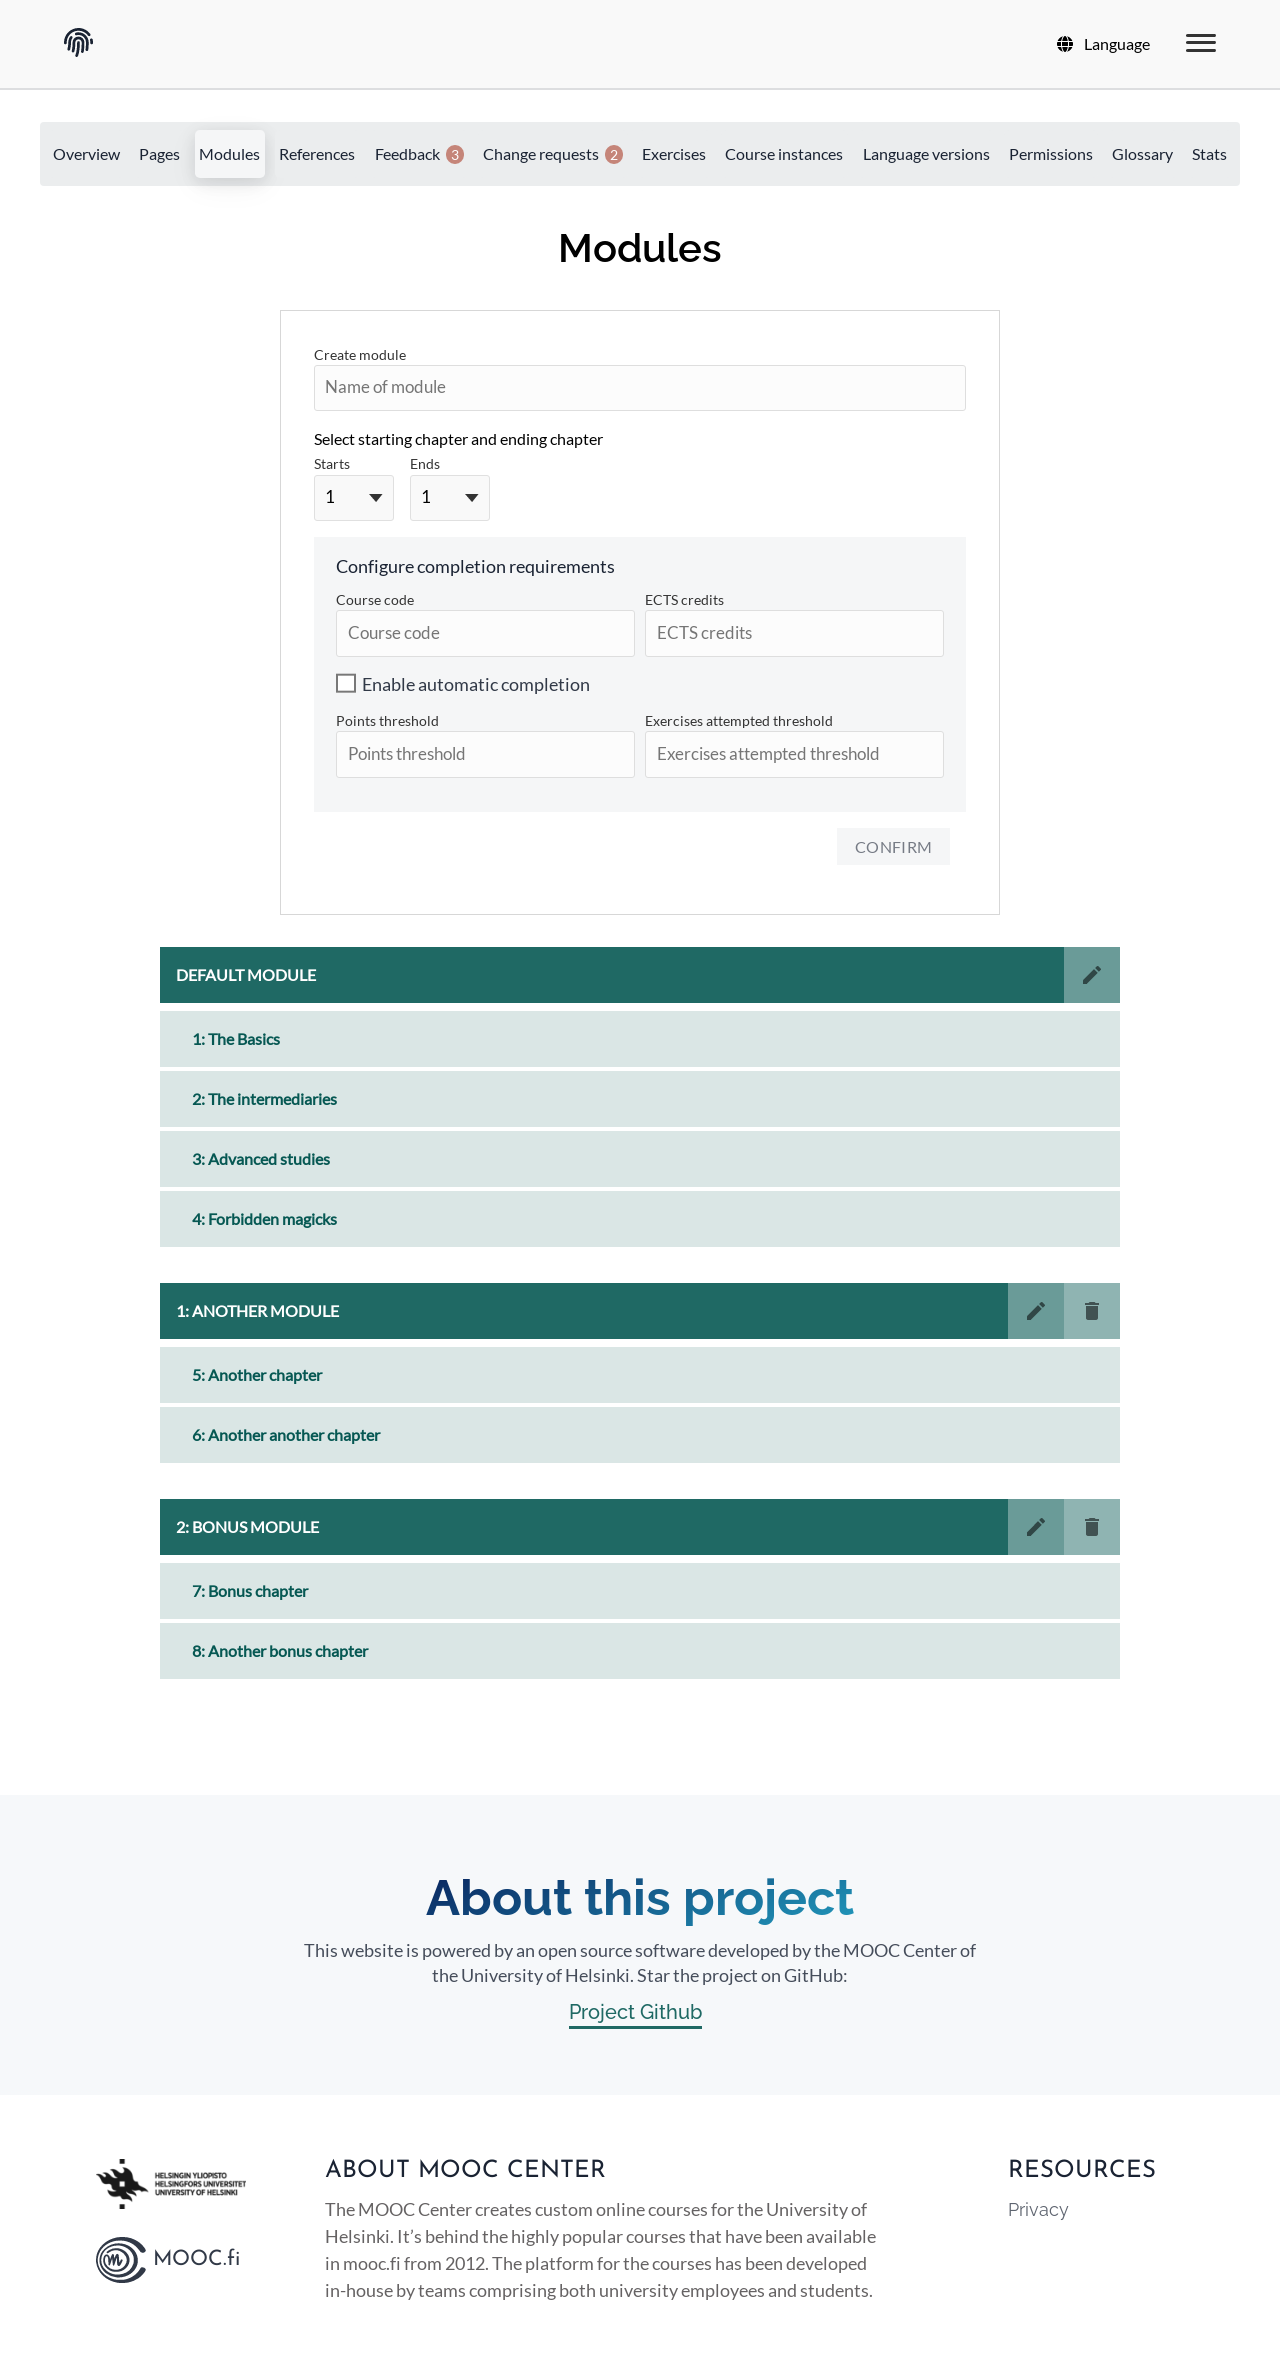 Language
Overview Pages Modules References Feedback 3 Change requests 2 Exercises Course instances Language versions Permissions Glossary Stats
Modules
Create module
Name of module
Select starting chapter and ending chapter
Starts Ends
1 1
Configure completion requirements
Course code ECTS credits
Course code ECTS credits
Enable automatic completion
Points threshold Exercises attempted threshold
Points threshold Exercises attempted threshold
CONFIRM
DEFAULT MODULE
1: The Basics
2: The intermediaries
3: Advanced studies
4: Forbidden magicks
1: ANOTHER MODULE
5: Another chapter
6: Another another chapter
2: BONUS MODULE
7: Bonus chapter
8: Another bonus chapter
About this project
This website is powered by an open source software developed by the MOOC Center of
the University of Helsinki. Star the project on GitHub:
Project Github
HELSINGIN YLIOPISTO
HELSINGFORS UNIVERSITET
UNIVERSITY OF HELSINKI
MOOC.fi
ABOUT MOOC CENTER
The MOOC Center creates custom online courses for the University of
Helsinki. It’s behind the highly popular courses that have been available
in mooc.fi from 2012. The platform for the courses has been developed
in-house by teams comprising both university employees and students.
RESOURCES
Privacy